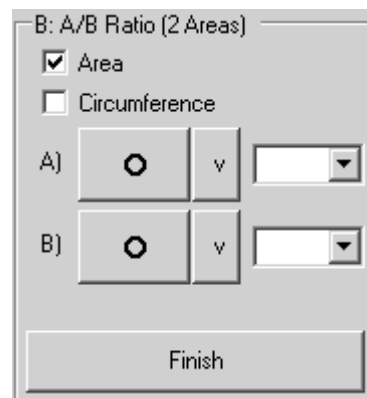 B: A/B Ratio (2 Areas)
Area
Circumference
A) v
B) v
Finish